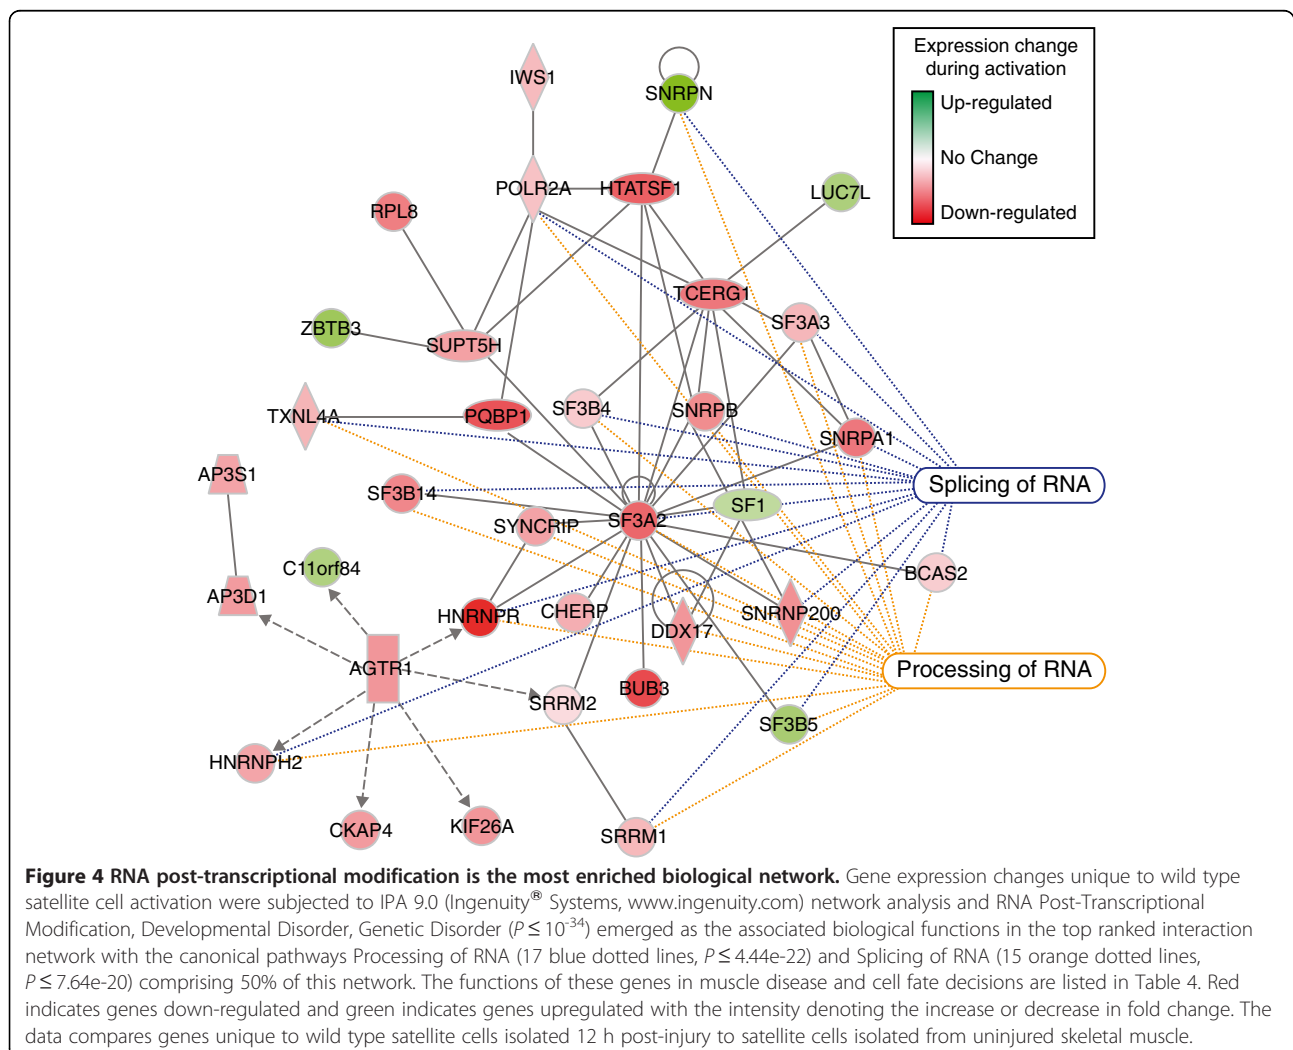 IWS1
SNRPN
Expression change
during activation
Up-regulated
No Change
Down-regulated
POLR2A
HTATSF1
LUC7L
RPL8
TCERG1
SF3A3
ZBTB3
SUPT5H
TXNL4A
PQBP1
SF3B4
SNRPB
SNRPA1
AP3S1
SF3B14
SYNCRIP
SF3A2
SF1
Splicing of RNA
C11orf84
AP3D1
HNRNPR
CHERP
DDX17
SNRNP200
BCAS2
AGTR1
BUB3
SRRM2
Processing of RNA
SF3B5
HNRNPH2
CKAP4
KIF26A
SRRM1
Figure 4 RNA post-transcriptional modification is the most enriched biological network. Gene expression changes unique to wild type
satellite cell activation were subjected to IPA 9.0 (Ingenuity® Systems, www.ingenuity.com) network analysis and RNA Post-Transcriptional
Modification, Developmental Disorder, Genetic Disorder (P ≤ 10⁻³⁴) emerged as the associated biological functions in the top ranked interaction
network with the canonical pathways Processing of RNA (17 blue dotted lines, P ≤ 4.44e-22) and Splicing of RNA (15 orange dotted lines,
P ≤ 7.64e-20) comprising 50% of this network. The functions of these genes in muscle disease and cell fate decisions are listed in Table 4. Red
indicates genes down-regulated and green indicates genes upregulated with the intensity denoting the increase or decrease in fold change. The
data compares genes unique to wild type satellite cells isolated 12 h post-injury to satellite cells isolated from uninjured skeletal muscle.